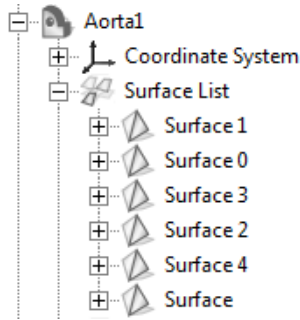 Aorta1
Coordinate System
Surface List
Surface 1
Surface 0
Surface 3
Surface 2
Surface 4
Surface